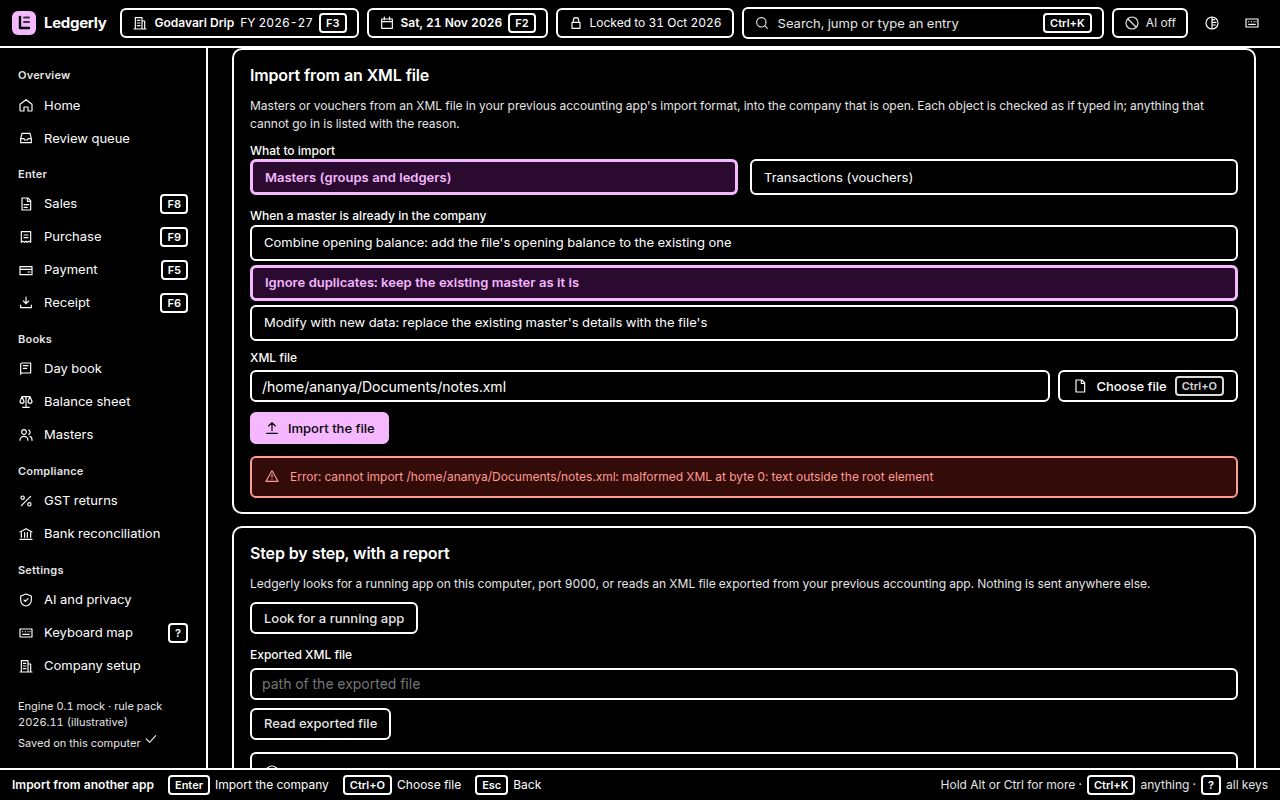 Ledgerly
Godavari Drip FY 2026-27 F3
Sat, 21 Nov 2026 F2
Locked to 31 Oct 2026
Search, jump or type an entry Ctrl+K
AI off
Overview
Home
Review queue
Enter
Sales F8
Purchase F9
Payment F5
Receipt F6
Books
Day book
Balance sheet
Masters
Compliance
GST returns
Bank reconciliation
Settings
AI and privacy
Keyboard map ?
Company setup
Engine 0.1 mock · rule pack
2026.11 (illustrative)
Saved on this computer
Import from an XML file
Masters or vouchers from an XML file in your previous accounting app's import format, into the company that is open. Each object is checked as if typed in; anything that
cannot go in is listed with the reason.
What to import
Masters (groups and ledgers)
Transactions (vouchers)
When a master is already in the company
Combine opening balance: add the file's opening balance to the existing one
Ignore duplicates: keep the existing master as it is
Modify with new data: replace the existing master's details with the file's
XML file
/home/ananya/Documents/notes.xml
Choose file Ctrl+O
Import the file
Error: cannot import /home/ananya/Documents/notes.xml: malformed XML at byte 0: text outside the root element
Step by step, with a report
Ledgerly looks for a running app on this computer, port 9000, or reads an XML file exported from your previous accounting app. Nothing is sent anywhere else.
Look for a running app
Exported XML file
path of the exported file
Read exported file
Import from another app Enter Import the company Ctrl+O Choose file Esc Back
Hold Alt or Ctrl for more · Ctrl+K anything · ? all keys